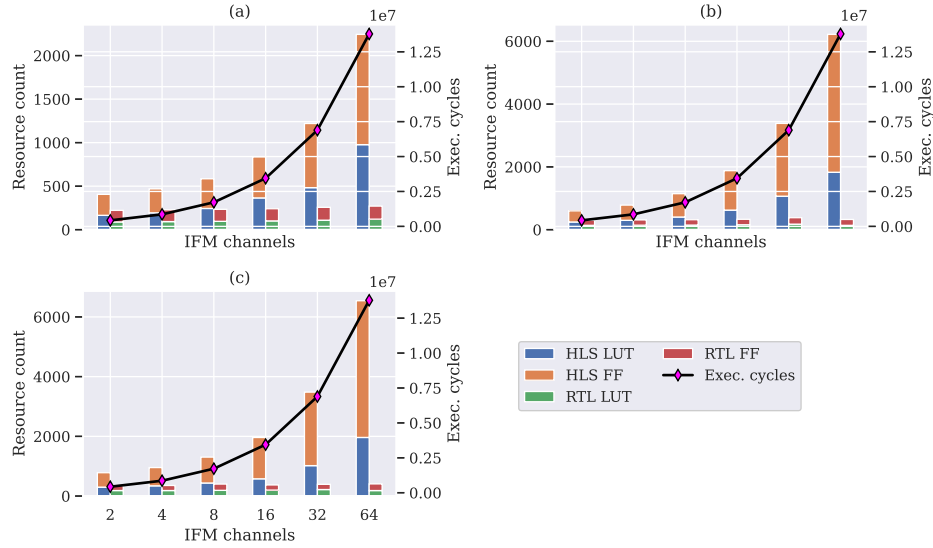 (a)
1e7
Resource count
2000
1500
1000
500
0
1.25
1.00
0.75
0.50
0.25
0.00
Exec. cycles
IFM channels
(b)
1e7
Resource count
6000
4000
2000
0
1.25
1.00
0.75
0.50
0.25
0.00
Exec. cycles
IFM channels
(c)
1e7
Resource count
6000
4000
2000
0
1.25
1.00
0.75
0.50
0.25
0.00
Exec. cycles
2 4 8 16 32 64
IFM channels
HLS LUT
HLS FF
RTL LUT
RTL FF
Exec. cycles